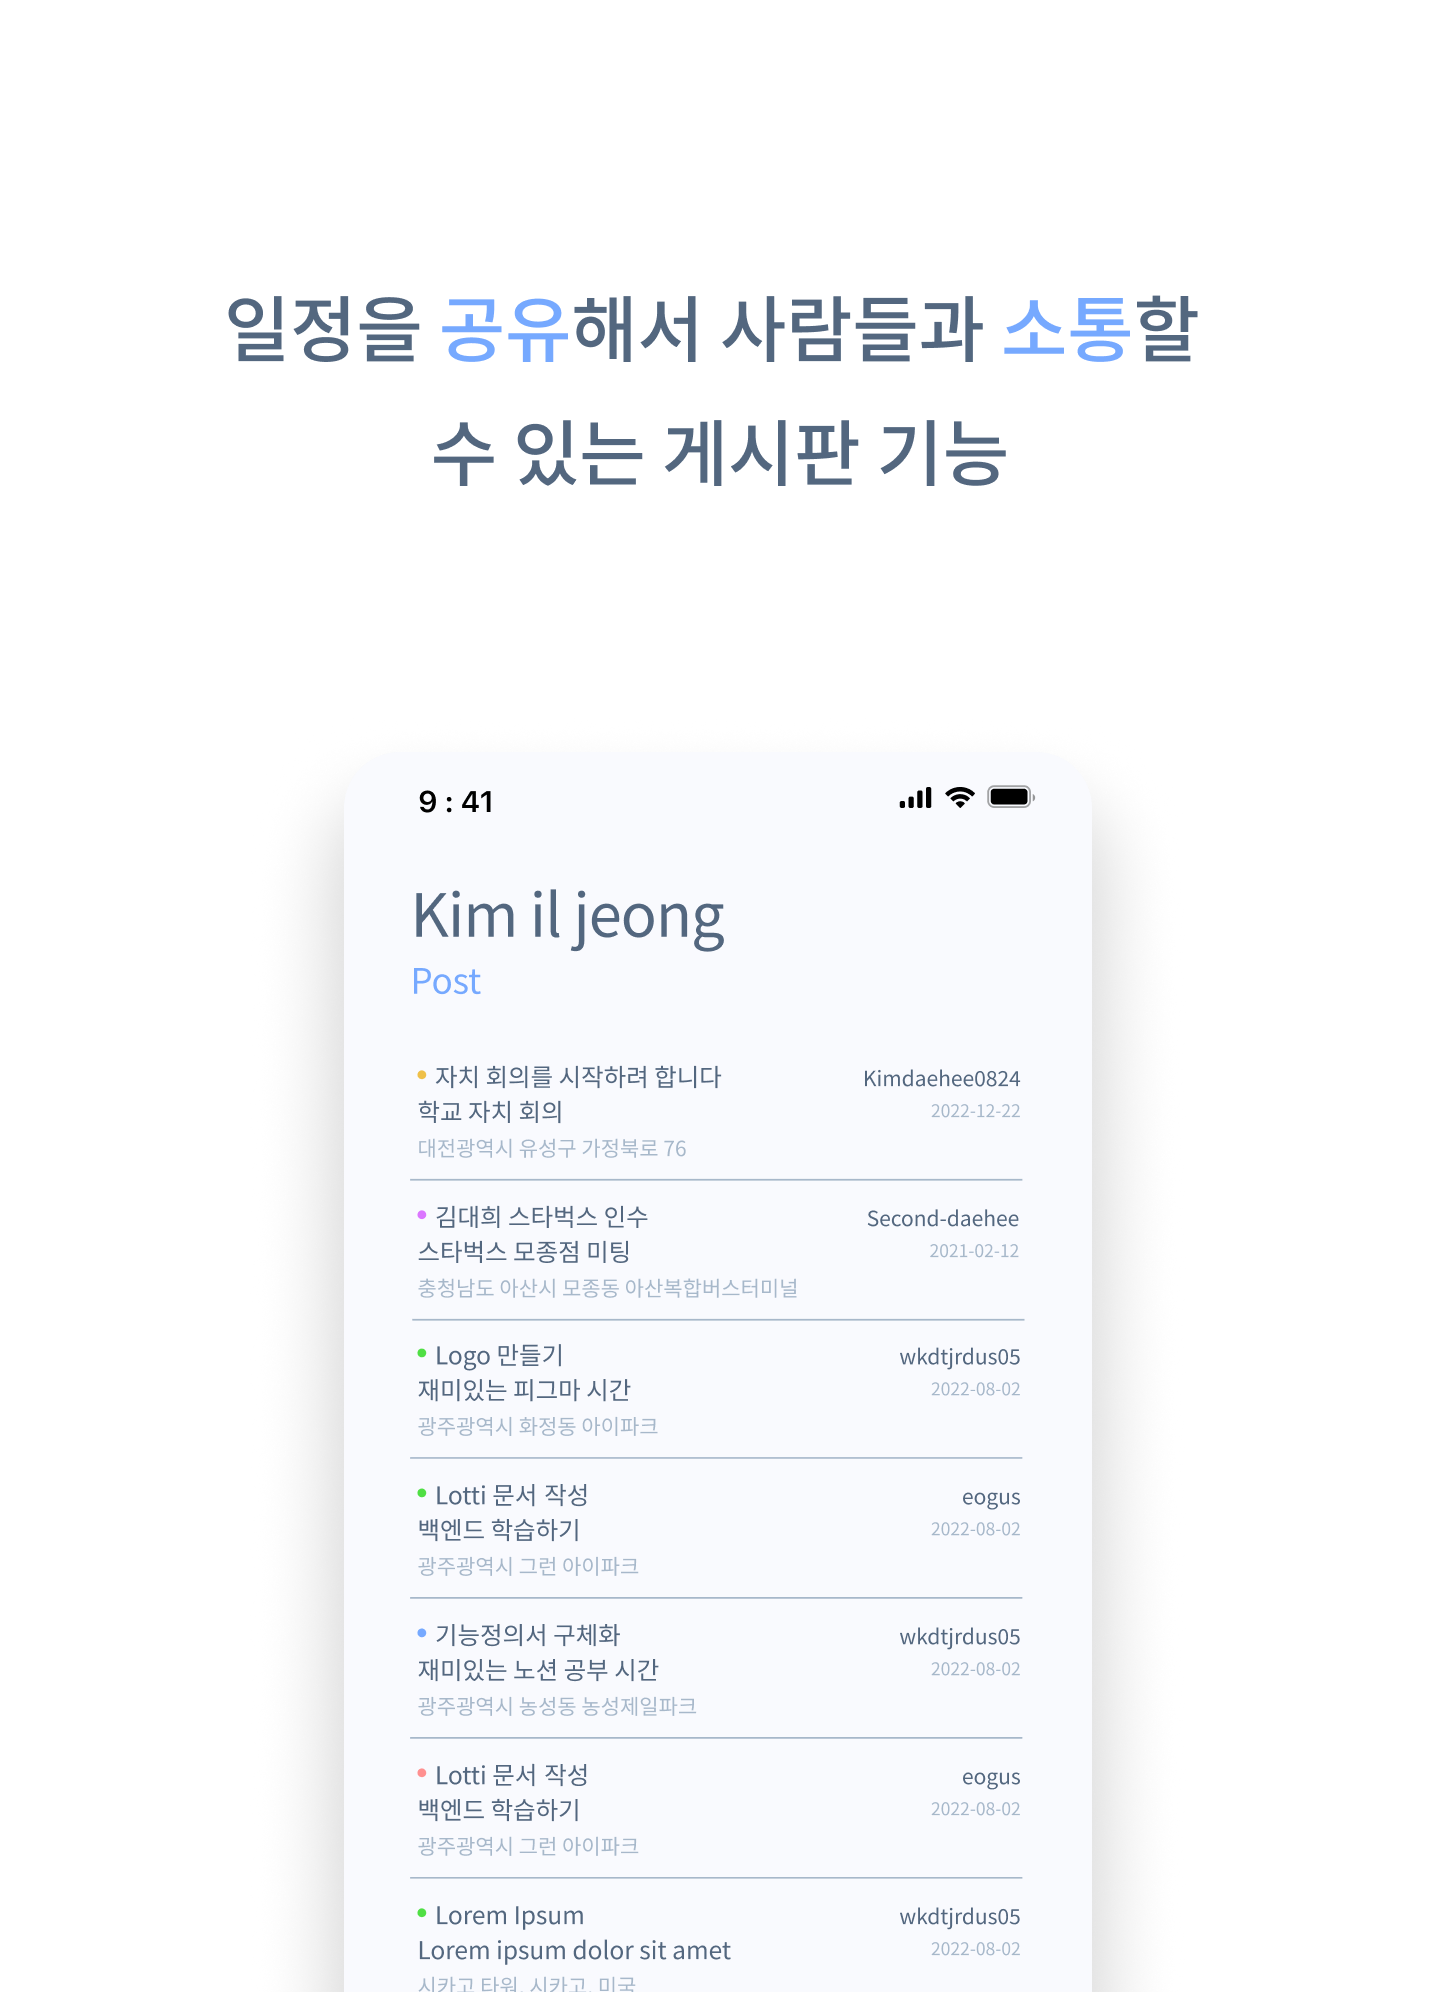 일정을 공유해서 사람들과 소통할
수 있는 게시판 기능
9 : 41
Kim il jeong
Post
자치 회의를 시작하려 합니다 Kimdaehee0824
학교 자치 회의 2022-12-22
대전광역시 유성구 가정북로 76
김대희 스타벅스 인수 Second-daehee
스타벅스 모종점 미팅 2021-02-12
충청남도 아산시 모종동 아산복합버스터미널
Logo 만들기 wkdtjrdus05
재미있는 피그마 시간 2022-08-02
광주광역시 화정동 아이파크
Lotti 문서 작성 eogus
백엔드 학습하기 2022-08-02
광주광역시 그런 아이파크
기능정의서 구체화 wkdtjrdus05
재미있는 노션 공부 시간 2022-08-02
광주광역시 농성동 농성제일파크
Lotti 문서 작성 eogus
백엔드 학습하기 2022-08-02
광주광역시 그런 아이파크
Lorem Ipsum wkdtjrdus05
Lorem ipsum dolor sit amet 2022-08-02
시카고 타워, 시카고, 미국